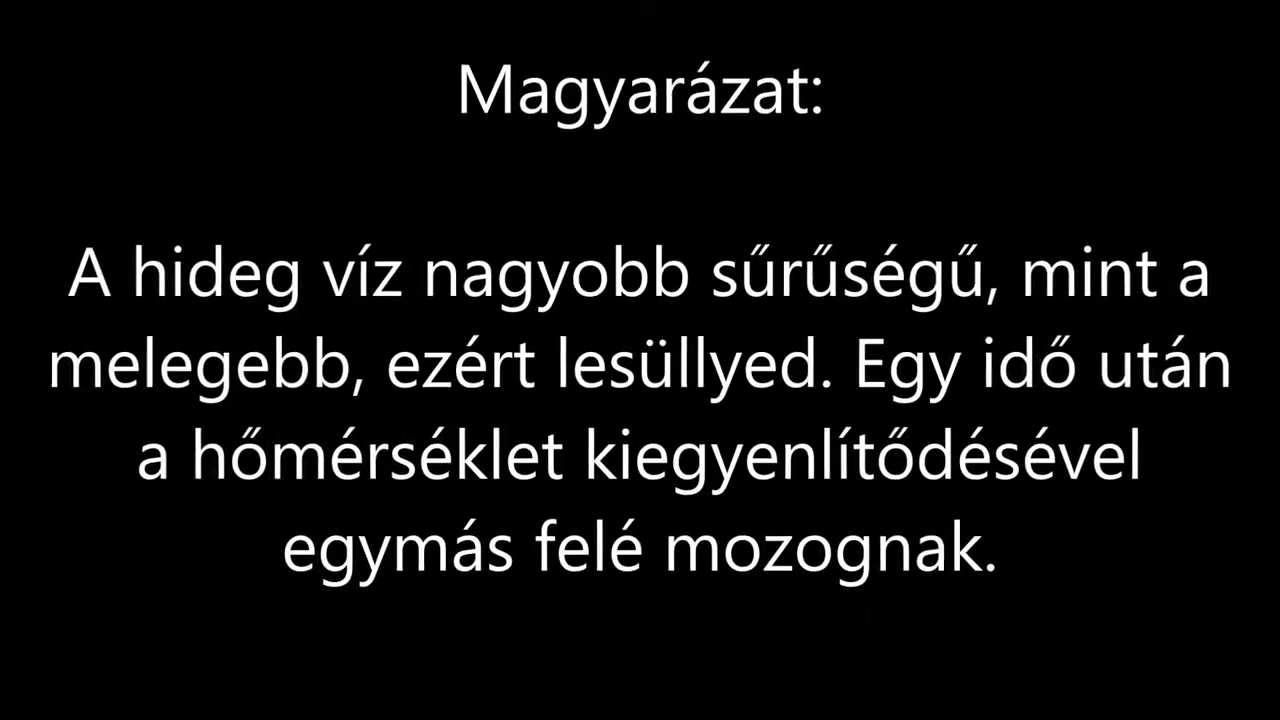 Magyarázat:
A hideg víz nagyobb sűrűségű, mint a
melegebb, ezért lesüllyed. Egy idő után
a hőmérséklet kiegyenlítődésével
egymás felé mozognak.